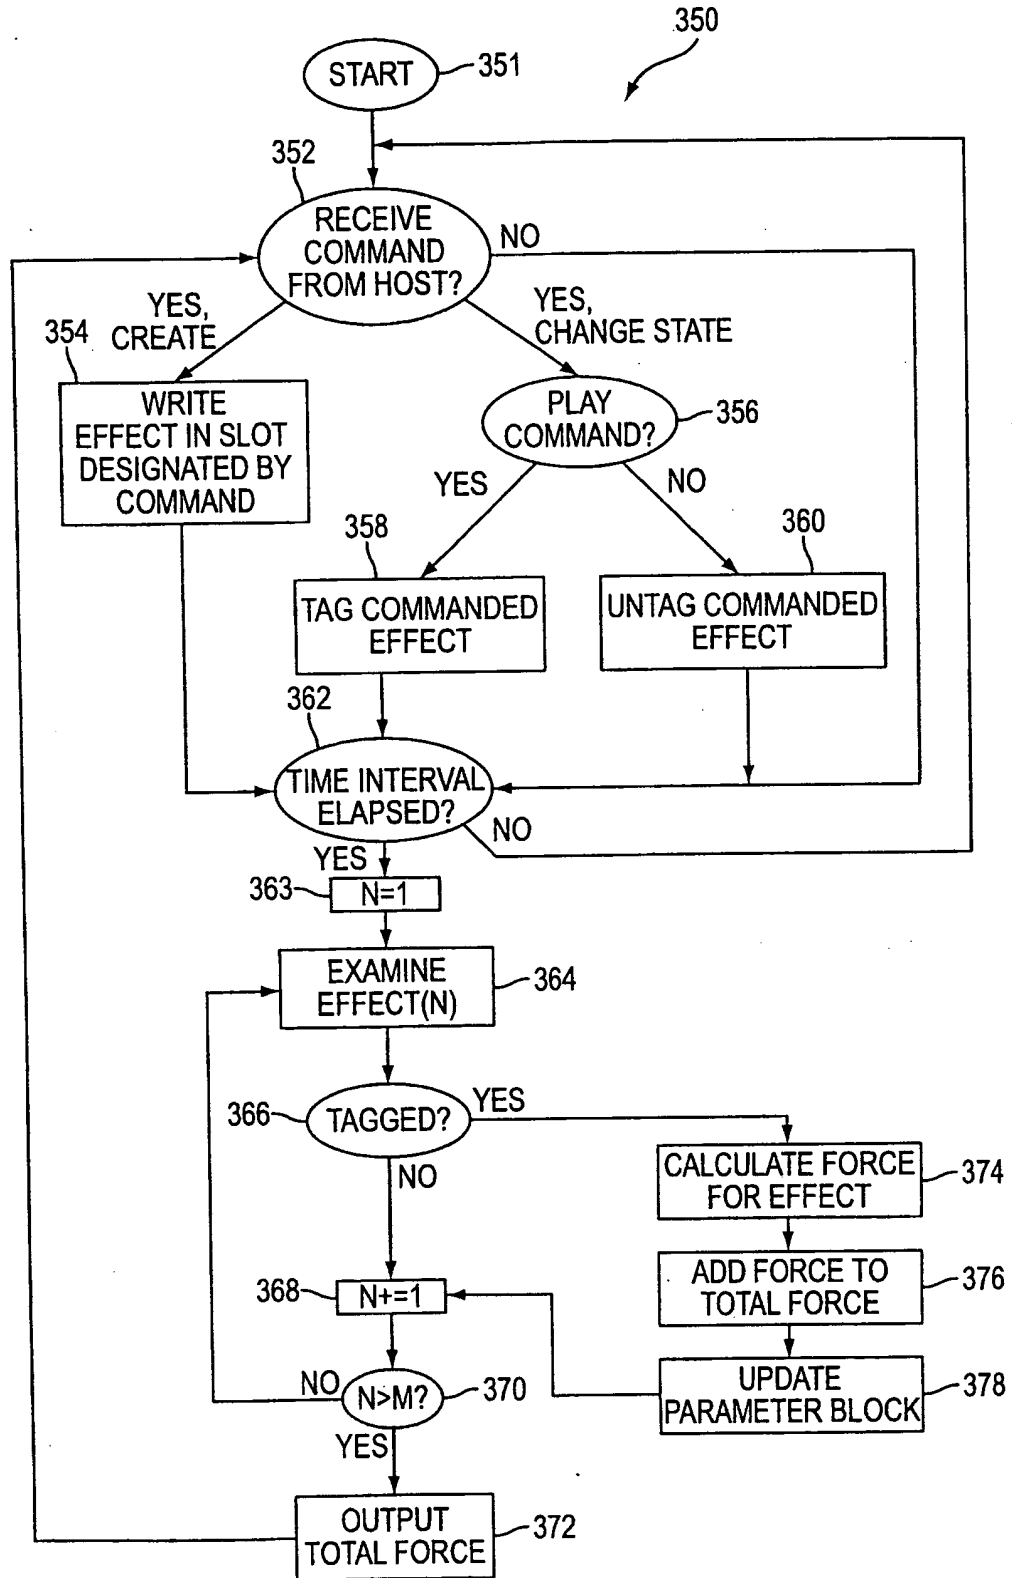 350
START
351
352
RECEIVE
COMMAND
FROM HOST?
NO
YES,
CREATE
YES,
CHANGE STATE
354
WRITE
EFFECT IN SLOT
DESIGNATED BY
COMMAND
PLAY
COMMAND?
356
YES
NO
358
TAG COMMANDED
EFFECT
360
UNTAG COMMANDED
EFFECT
362
TIME INTERVAL
ELAPSED?
NO
YES
363
N=1
EXAMINE
EFFECT(N)
364
366
TAGGED?
YES
NO
CALCULATE FORCE
FOR EFFECT
374
ADD FORCE TO
TOTAL FORCE
376
368
N+=1
UPDATE
PARAMETER BLOCK
378
NO
N>M?
370
YES
OUTPUT
TOTAL FORCE
372